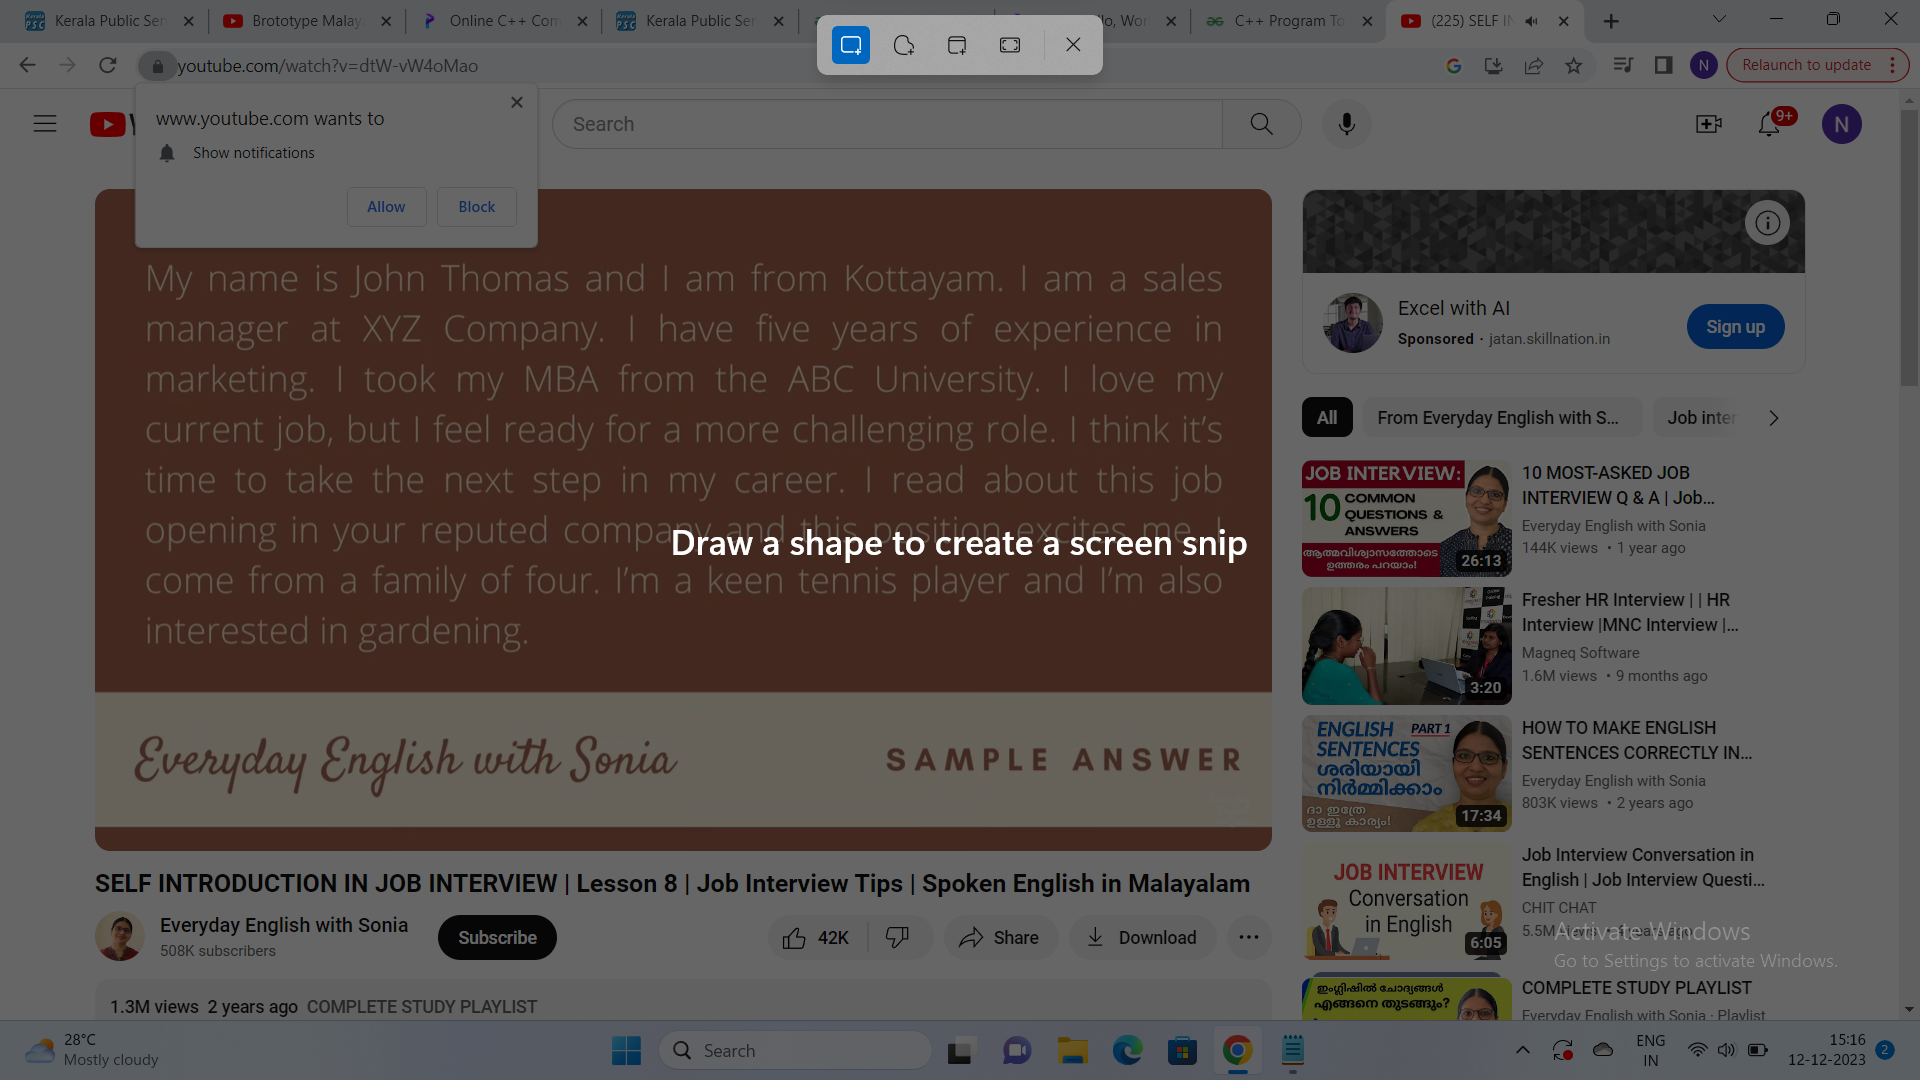 Kerala Public Ser
Brototype Malay
Online C++ Com
Kerala Public Ser
lo, Wor
C++ Program To
(225) SELF IN
youtube.com/watch?v=dtW-vW4oMao
N
Relaunch to update
www.youtube.com wants to
Show notifications
Allow
Block
Search
9+
N
My name is John Thomas and I am from Kottayam. I am a sales
manager at XYZ Company. I have five years of experience in
marketing. I took my MBA from the ABC University. I love my
current job, but I feel ready for a more challenging role. I think it's
time to take the next step in my career. I read about this job
opening in your reputed company and this position excites me. I
come from a family of four. I'm a keen tennis player and I'm also
interested in gardening.
Draw a shape to create a screen snip
Everyday English with Sonia
SAMPLE ANSWER
SELF INTRODUCTION IN JOB INTERVIEW | Lesson 8 | Job Interview Tips | Spoken English in Malayalam
Everyday English with Sonia
508K subscribers
Subscribe
42K
Share
Download
1.3M views 2 years ago COMPLETE STUDY PLAYLIST
Excel with AI
Sponsored · jatan.skillnation.in
Sign up
All
From Everyday English with S...
Job inter
JOB INTERVIEW:
10 COMMON
QUESTIONS &
ANSWERS
ആത്മവിശ്വാസത്തോടെ
ഉത്തരം പറയാം!
26:13
10 MOST-ASKED JOB
INTERVIEW Q & A | Job...
Everyday English with Sonia
144K views • 1 year ago
3:20
Fresher HR Interview | | HR
Interview |MNC Interview |...
Magneq Software
1.6M views • 9 months ago
ENGLISH PART 1
SENTENCES
ശരിയായി
നിർമ്മിക്കാം
ദാ ഇത്രേ
ഉള്ളൂ കാര്യം!
17:34
HOW TO MAKE ENGLISH
SENTENCES CORRECTLY IN...
Everyday English with Sonia
803K views • 2 years ago
JOB INTERVIEW
Conversation
in English
6:05
Job Interview Conversation in
English | Job Interview Questi...
CHIT CHAT
5.5M views
Activate Windows
Go to Settings to activate Windows.
ഇംഗ്ലിഷിൽ ചോദ്യങ്ങൾ
എങ്ങനെ തുടങ്ങും?
COMPLETE STUDY PLAYLIST
Everyday English with Sonia · Playlist
28°C
Mostly cloudy
Search
ENG
IN
15:16
12-12-2023
2